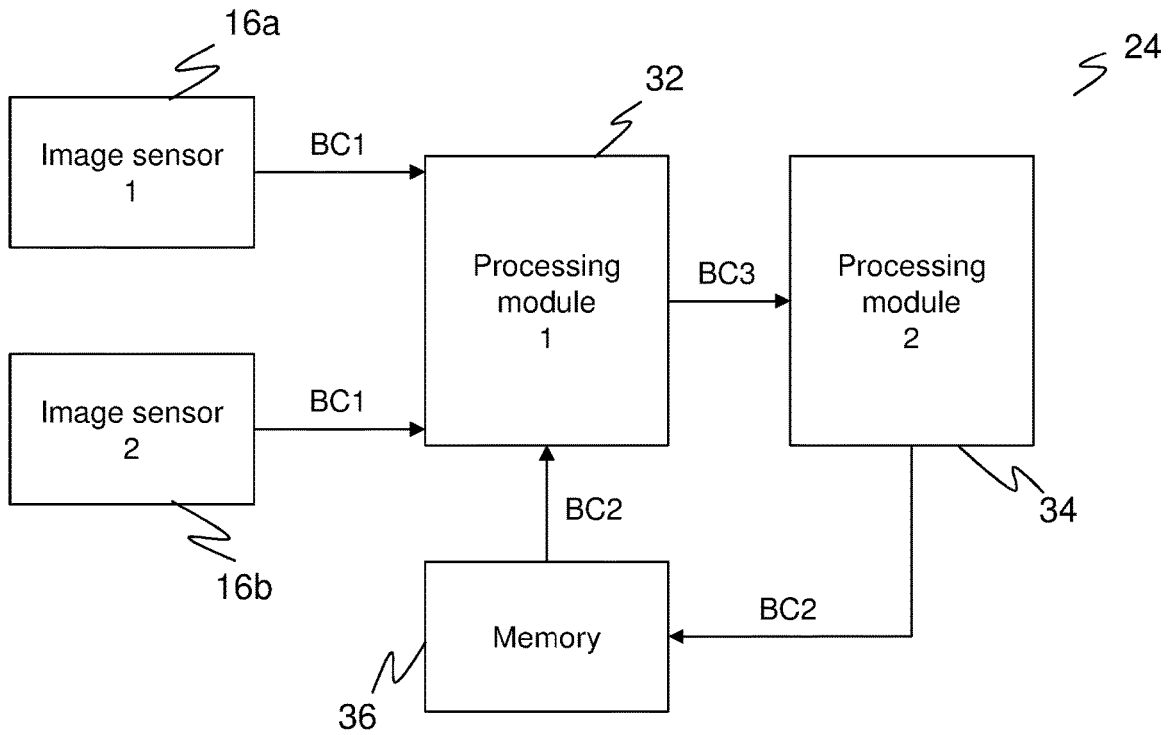 16a
24
32
Image sensor
1
BC1
Processing
module
1
BC3
Processing
module
2
Image sensor
2
BC1
BC2
34
16b
Memory
BC2
36